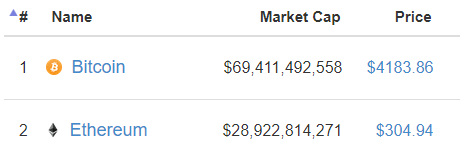 # Name Market Cap Price
1 Bitcoin $69,411,492,558 $4183.86
2 Ethereum $28,922,814,271 $304.94